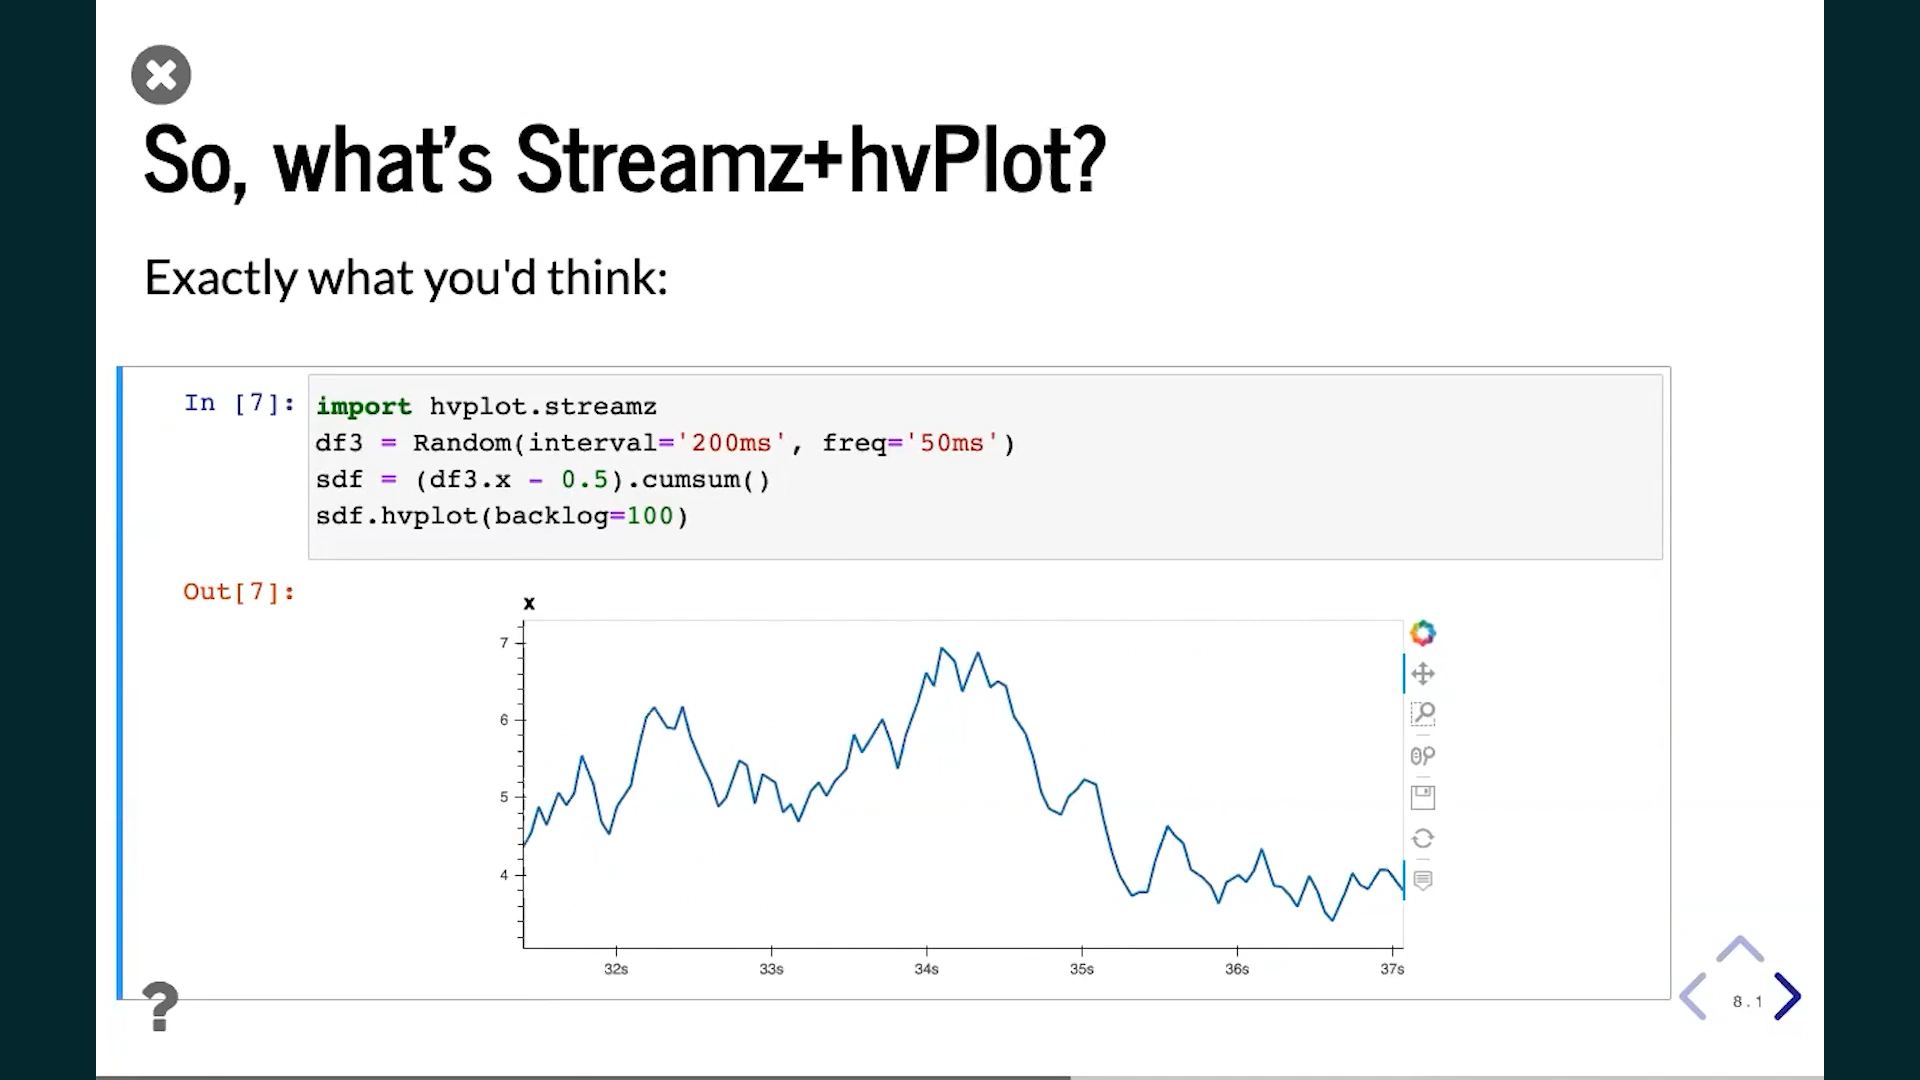 So, what's Streamz+hvPlot?
Exactly what you'd think:
In [7]:
import hvplot.streamz
df3 = Random(interval='200ms', freq='50ms')
sdf = (df3.x - 0.5).cumsum()
sdf.hvplot(backlog=100)
Out[7]:
x
7
6
5
4
32s 33s 34s 35s 36s 37s
?
8.1